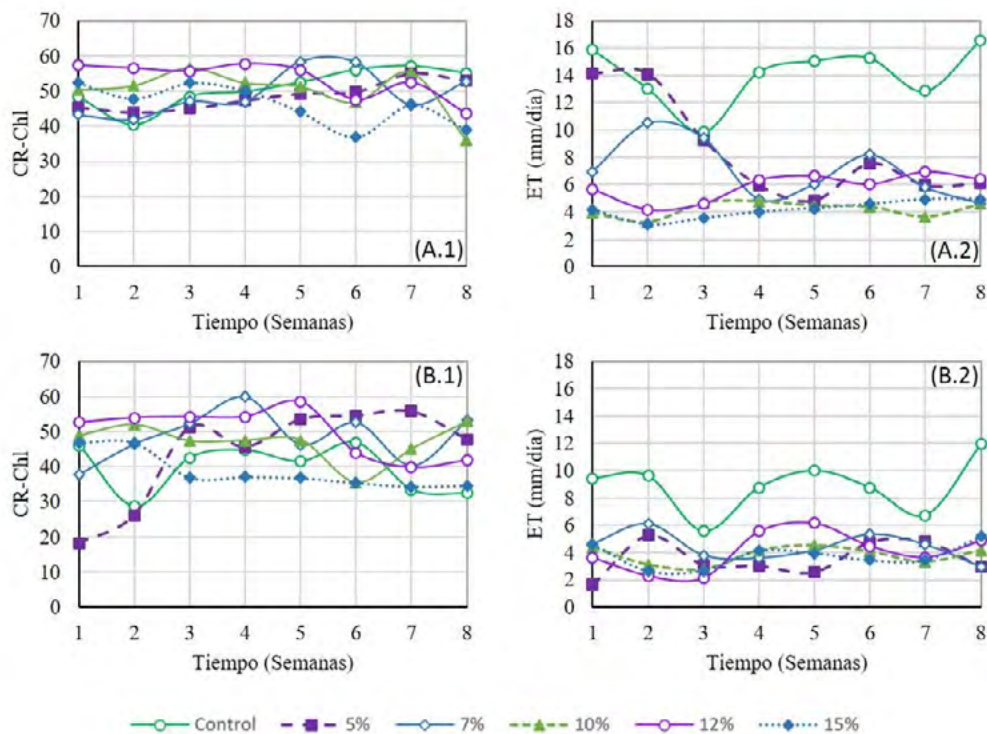 70
60
50
40
30
20
10
0
CR-Chl
(A.1)
1 2 3 4 5 6 7 8
Tiempo (Semanas)
18
16
14
12
10
8
6
4
2
0
ET (mm/día)
(A.2)
1 2 3 4 5 6 7 8
Tiempo (Semanas)
70
60
50
40
30
20
10
0
CR-Chl
(B.1)
1 2 3 4 5 6 7 8
Tiempo (Semanas)
18
16
14
12
10
8
6
4
2
0
ET (mm/día)
(B.2)
1 2 3 4 5 6 7 8
Tiempo (Semanas)
Control 5% 7% 10% 12% 15%